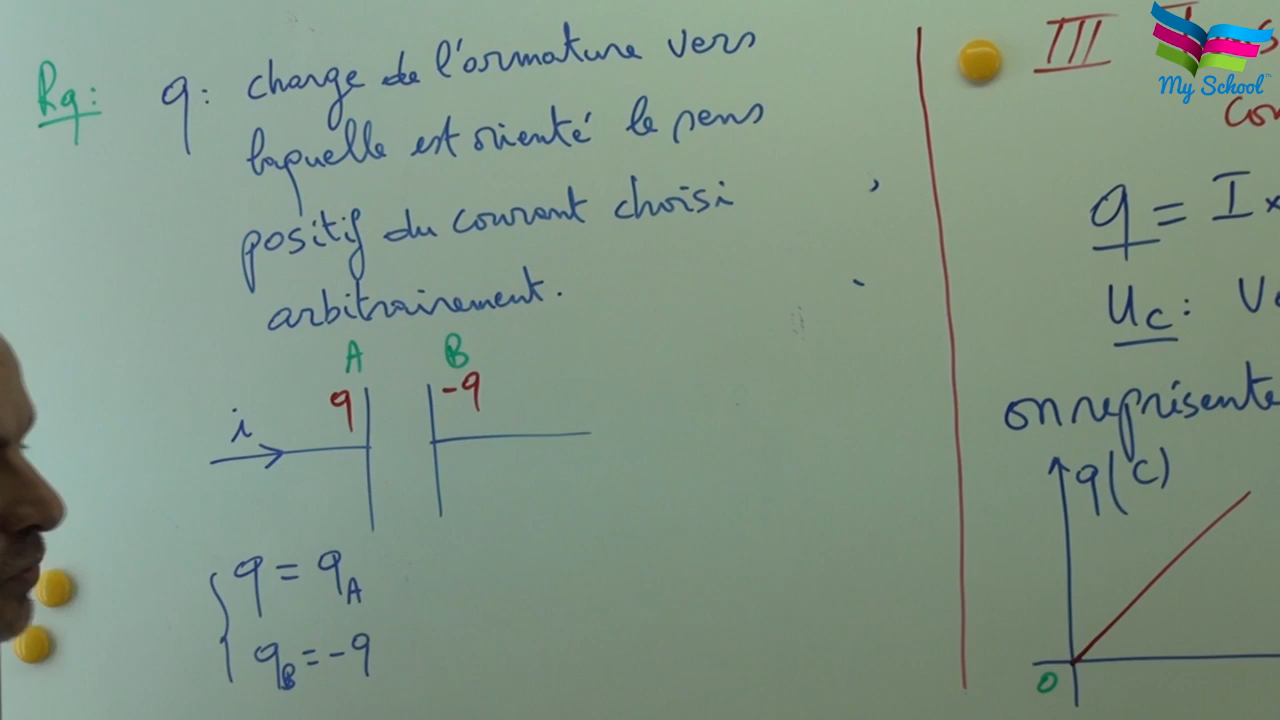 Rq: q: charge de l'armature vers
laquelle est orienté le sens
positif du courant choisi
arbitrairement.
A B
q -q
i
q = qA
qB = -q
III
My School
q = I x
uC:
on représente
q(C)
0